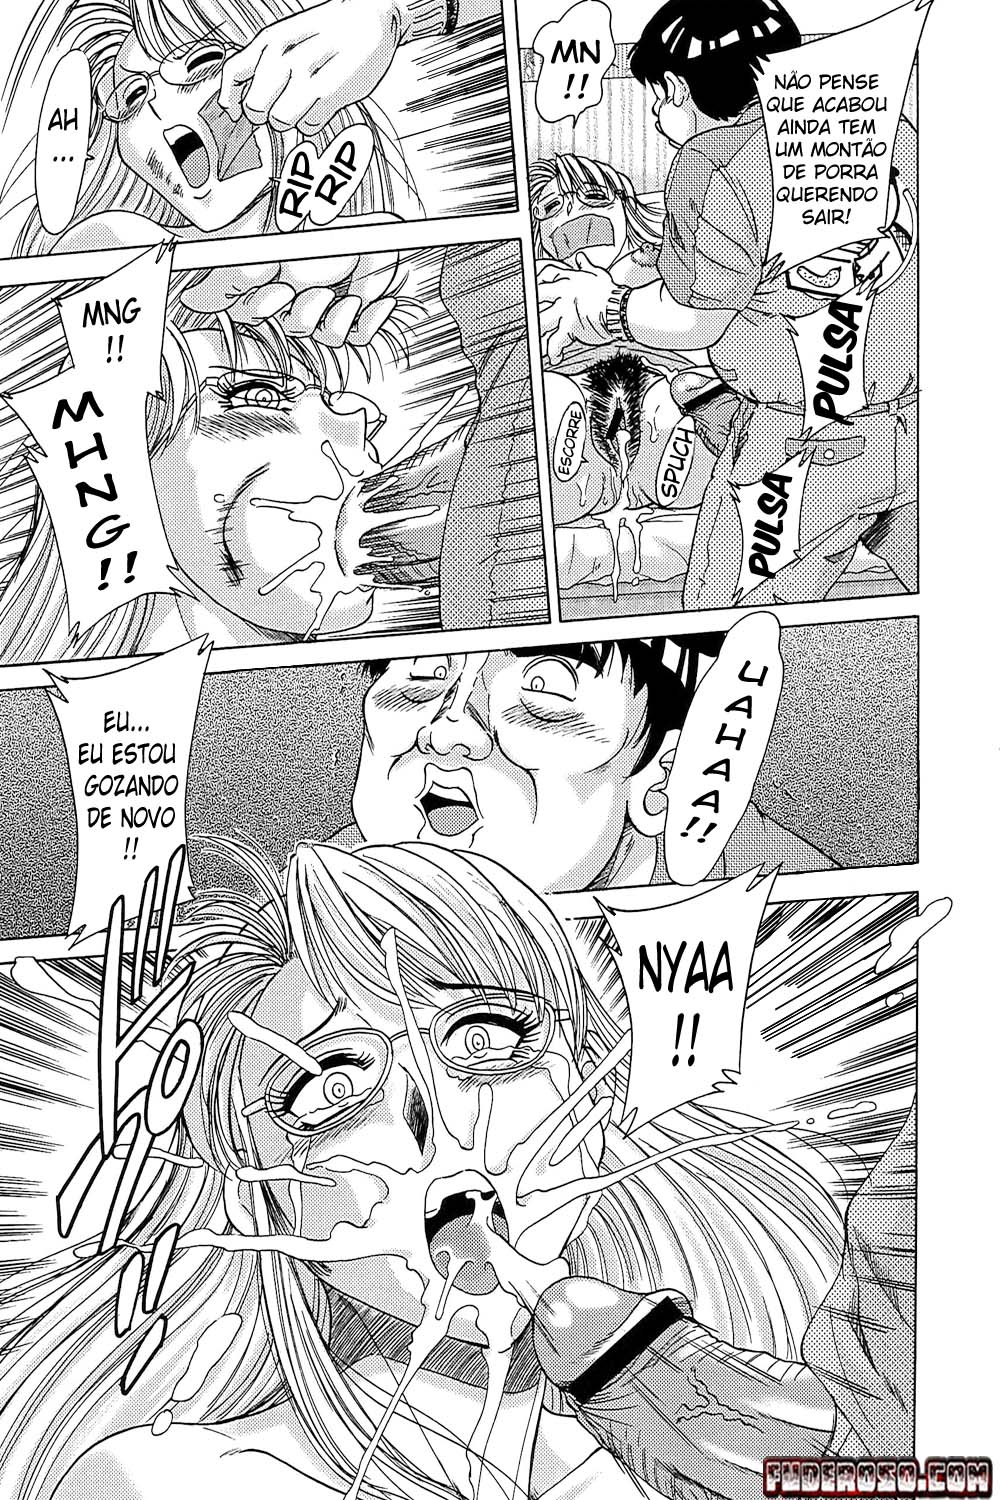 MN
!!
NÃO PENSE
QUE ACABOU
AINDA TEM
UM MONTÃO
DE PORRA
QUERENDO
SAIR!
PULSA
PULSA
ESCORRE
SPUCH
AH
...
RIP
RIP
MNG
!!
MHNG!!
UAHAA!!
EU...
EU ESTOU
GOZANDO
DE NOVO
!!
NYAA
!!
FUDEROSO.COM